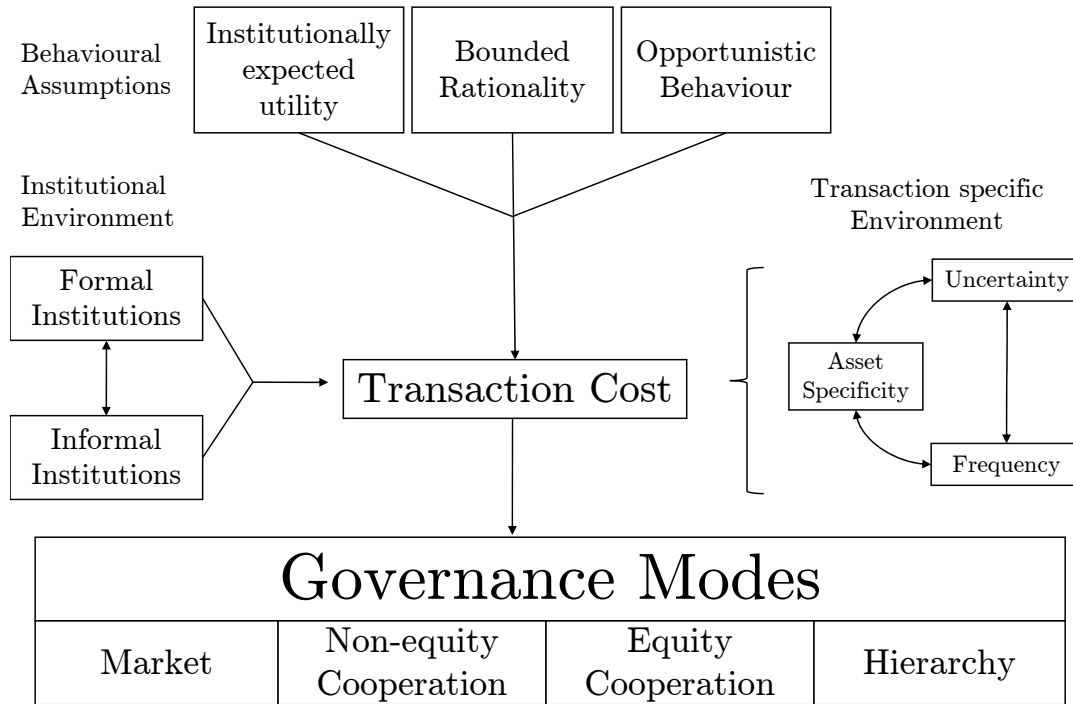 Behavioural
Assumptions
Institutionally
expected
utility
Bounded
Rationality
Opportunistic
Behaviour
Institutional
Environment
Transaction specific
Environment
Formal
Institutions
Informal
Institutions
Transaction Cost
Uncertainty
Asset
Specificity
Frequency
Governance Modes
Market
Non-equity
Cooperation
Equity
Cooperation
Hierarchy